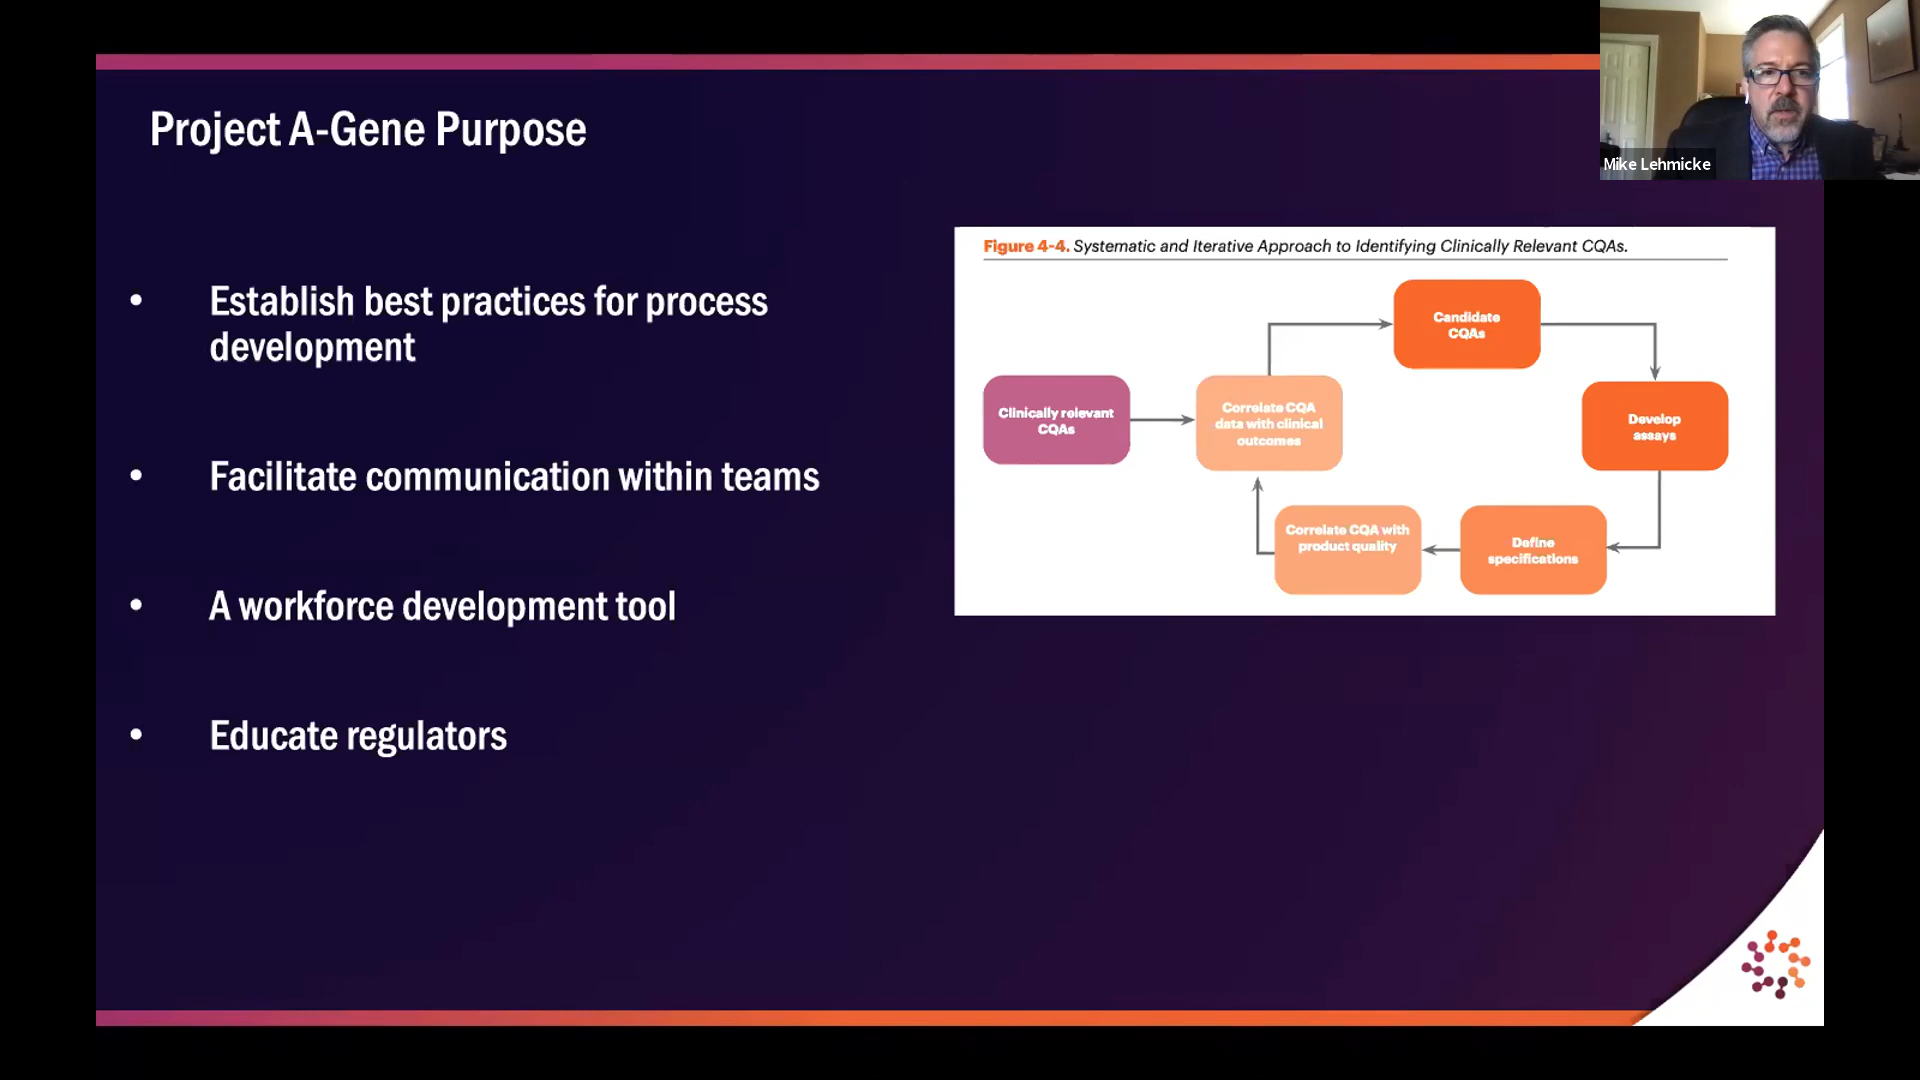 Project A-Gene Purpose
Mike Lehmicke
• Establish best practices for process
development
• Facilitate communication within teams
• A workforce development tool
• Educate regulators
Figure 4-4. Systematic and Iterative Approach to Identifying Clinically Relevant CQAs.
Candidate
CQAs
Clinically relevant
CQAs
Correlate CQA
data with clinical
outcomes
Develop
assays
Correlate CQA with
product quality
Define
specifications